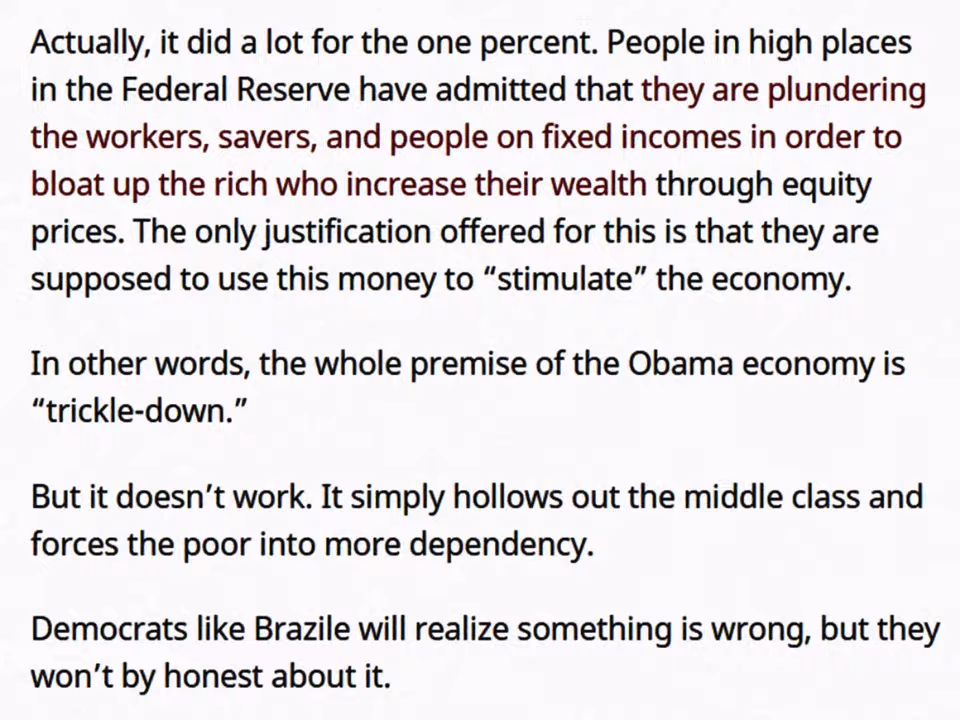 Actually, it did a lot for the one percent. People in high places
in the Federal Reserve have admitted that they are plundering
the workers, savers, and people on fixed incomes in order to
bloat up the rich who increase their wealth through equity
prices. The only justification offered for this is that they are
supposed to use this money to “stimulate” the economy.
In other words, the whole premise of the Obama economy is
“trickle-down.”
But it doesn’t work. It simply hollows out the middle class and
forces the poor into more dependency.
Democrats like Brazile will realize something is wrong, but they
won’t by honest about it.